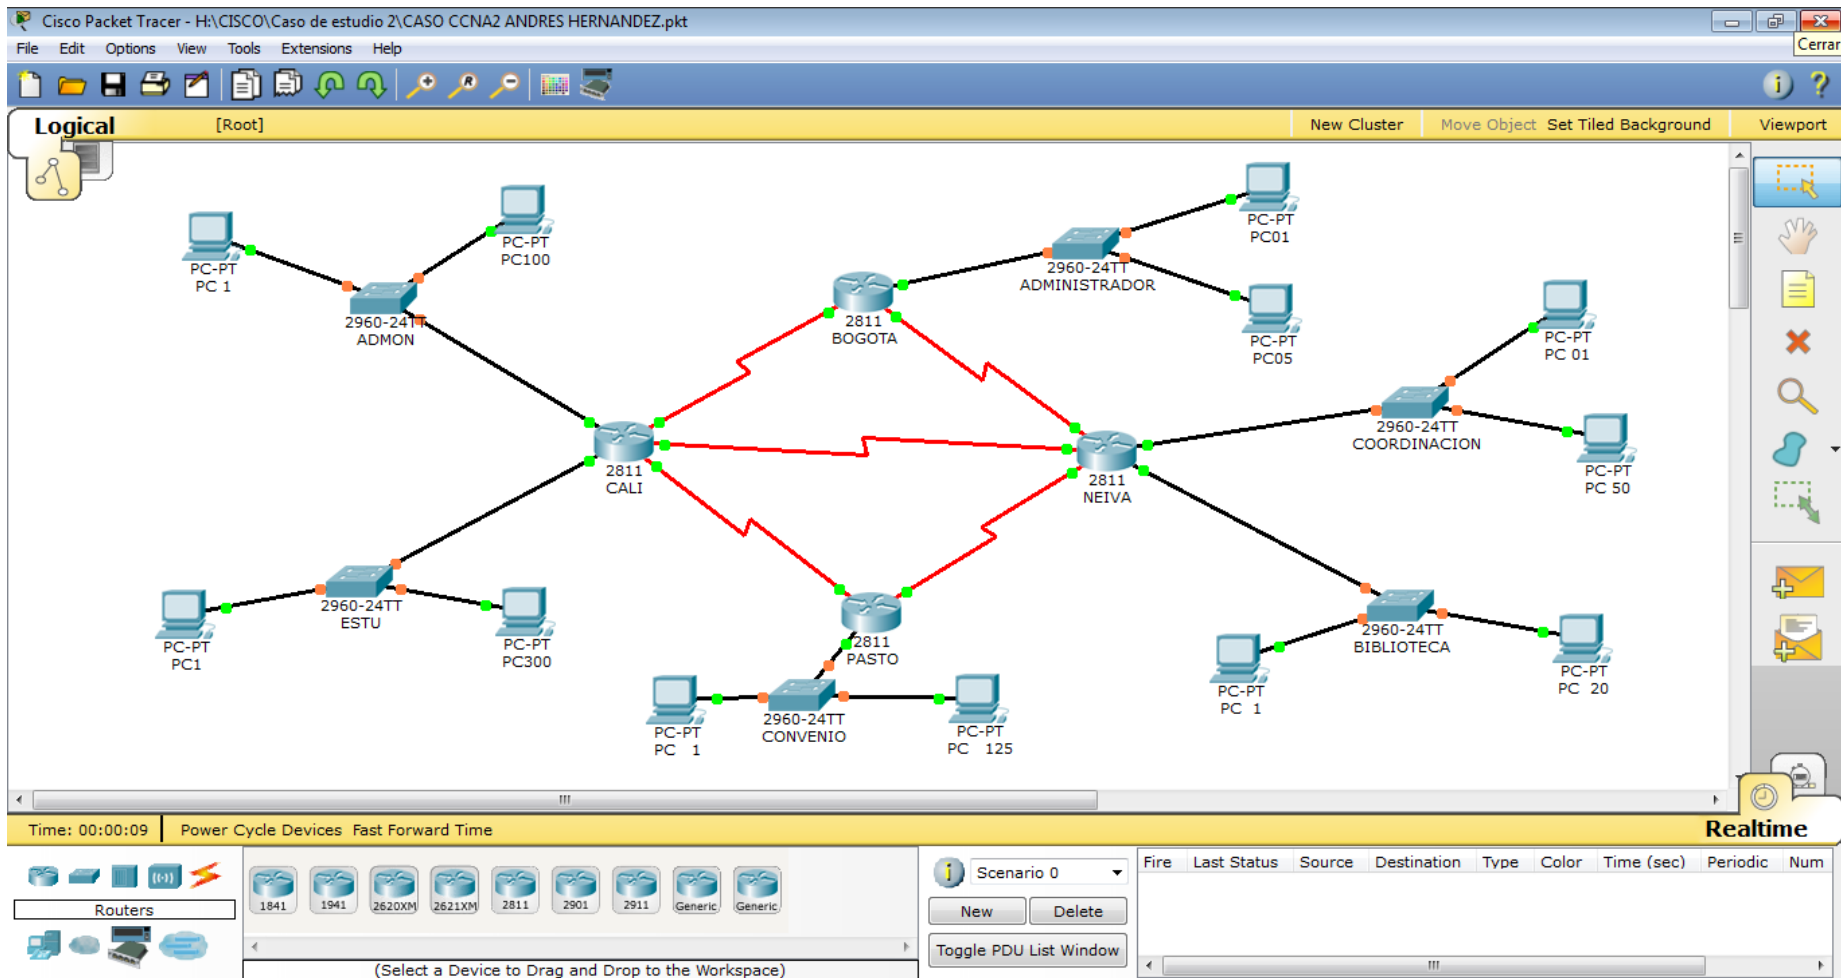 Cisco Packet Tracer - H:\CISCO\Caso de estudio 2\CASO CCNA2 ANDRES HERNANDEZ.pkt
File Edit Options View Tools Extensions Help
Cerrar
Logical [Root] New Cluster Move Object Set Tiled Background Viewport
PC-PT
PC 1
PC-PT
PC100
2960-24TT
ADMON
2811
BOGOTA
PC-PT
PC01
2960-24TT
ADMINISTRADOR
PC-PT
PC05
PC-PT
PC 01
2960-24TT
COORDINACION
PC-PT
PC 50
2811
CALI
2811
NEIVA
2960-24TT
ESTU
PC-PT
PC1
PC-PT
PC300
2811
PASTO
2960-24TT
CONVENIO
PC-PT
PC 1
PC-PT
PC 125
2960-24TT
BIBLIOTECA
PC-PT
PC 1
PC-PT
PC 20
Time: 00:00:09 Power Cycle Devices Fast Forward Time Realtime
Routers
1841 1941 2620XM 2621XM 2811 2901 2911 Generic Generic
(Select a Device to Drag and Drop to the Workspace)
Scenario 0
New Delete
Toggle PDU List Window
Fire Last Status Source Destination Type Color Time (sec) Periodic Num